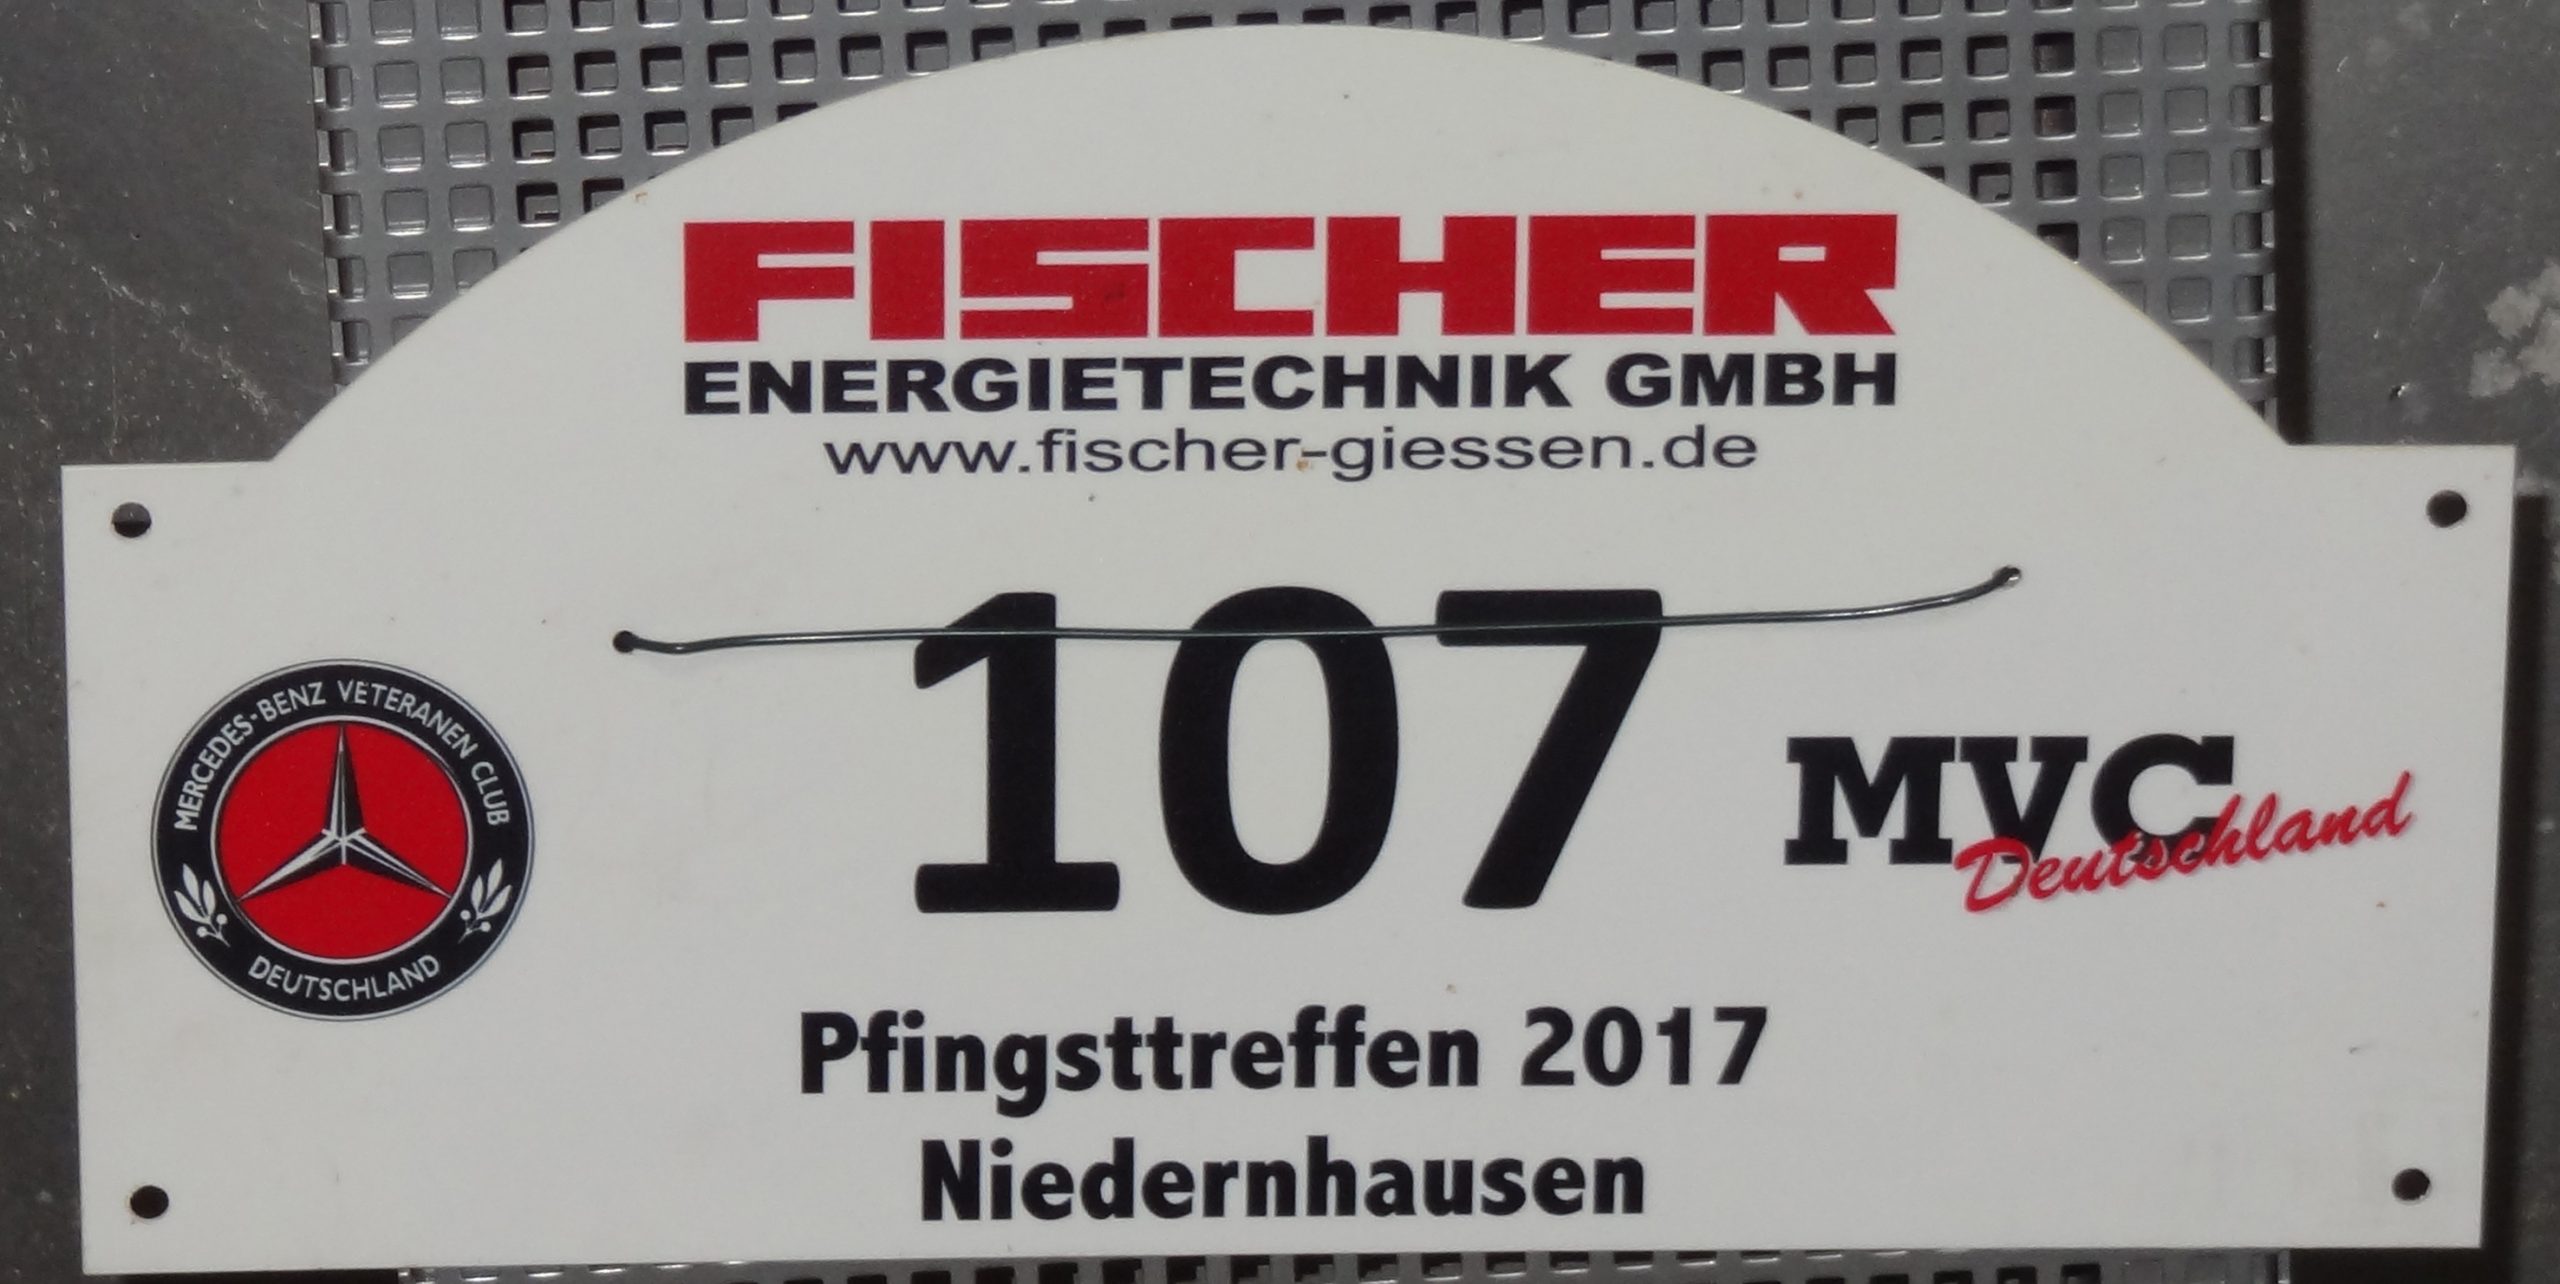 FISCHER
ENERGIETECHNIK GMBH
www.fischer-giessen.de
107
MERCEDES-BENZ VETERANEN CLUB
DEUTSCHLAND
MVC
Deutschland
Pfingsttreffen 2017
Niedernhausen